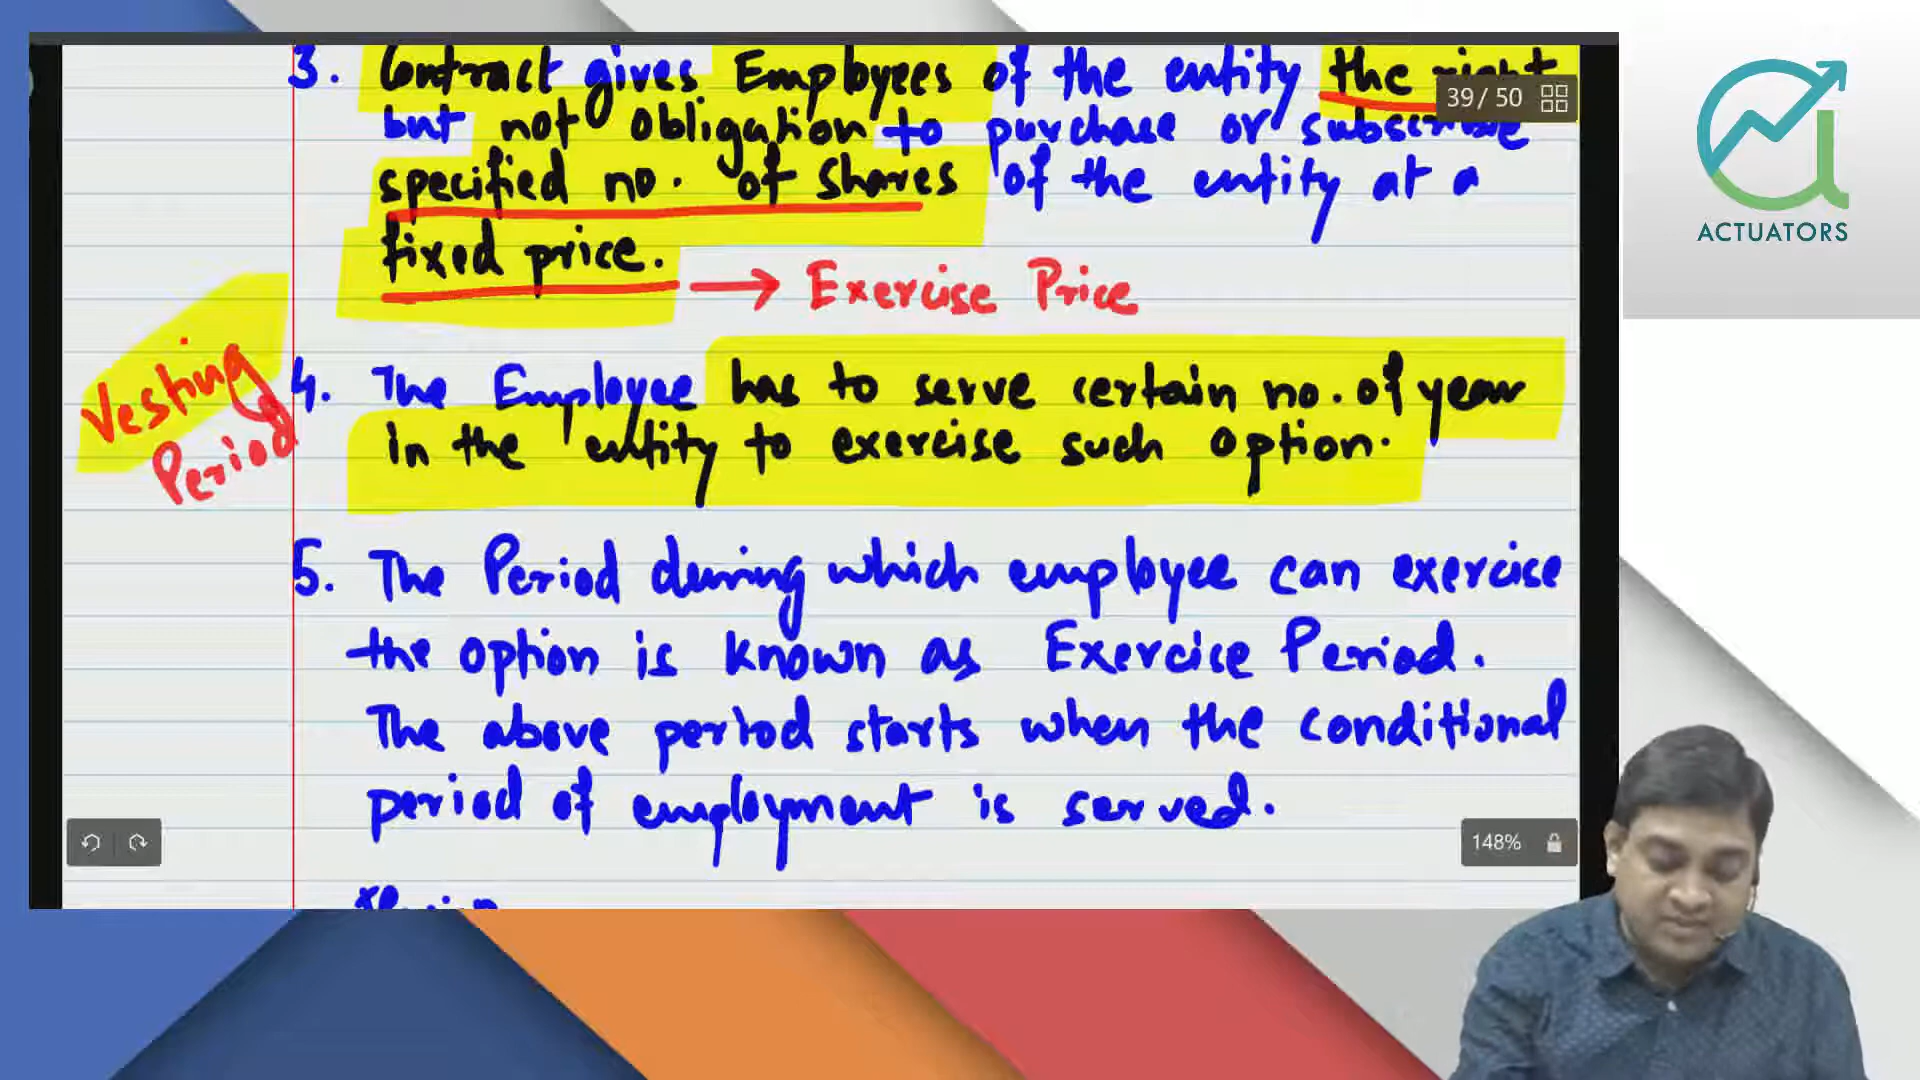 3. Contract gives Employees of the entity the right
39 / 50
but not obligation to purchase or subscribe
specified no. of shares of the entity at a
fixed price. → Exercise Price
Vesting
Period
4. The Employee has to serve certain no. of year
in the entity to exercise such option.
5. The Period during which employee can exercise
the option is known as Exercise Period.
The above period starts when the conditional
period of employment is served.
148%
ACTUATORS